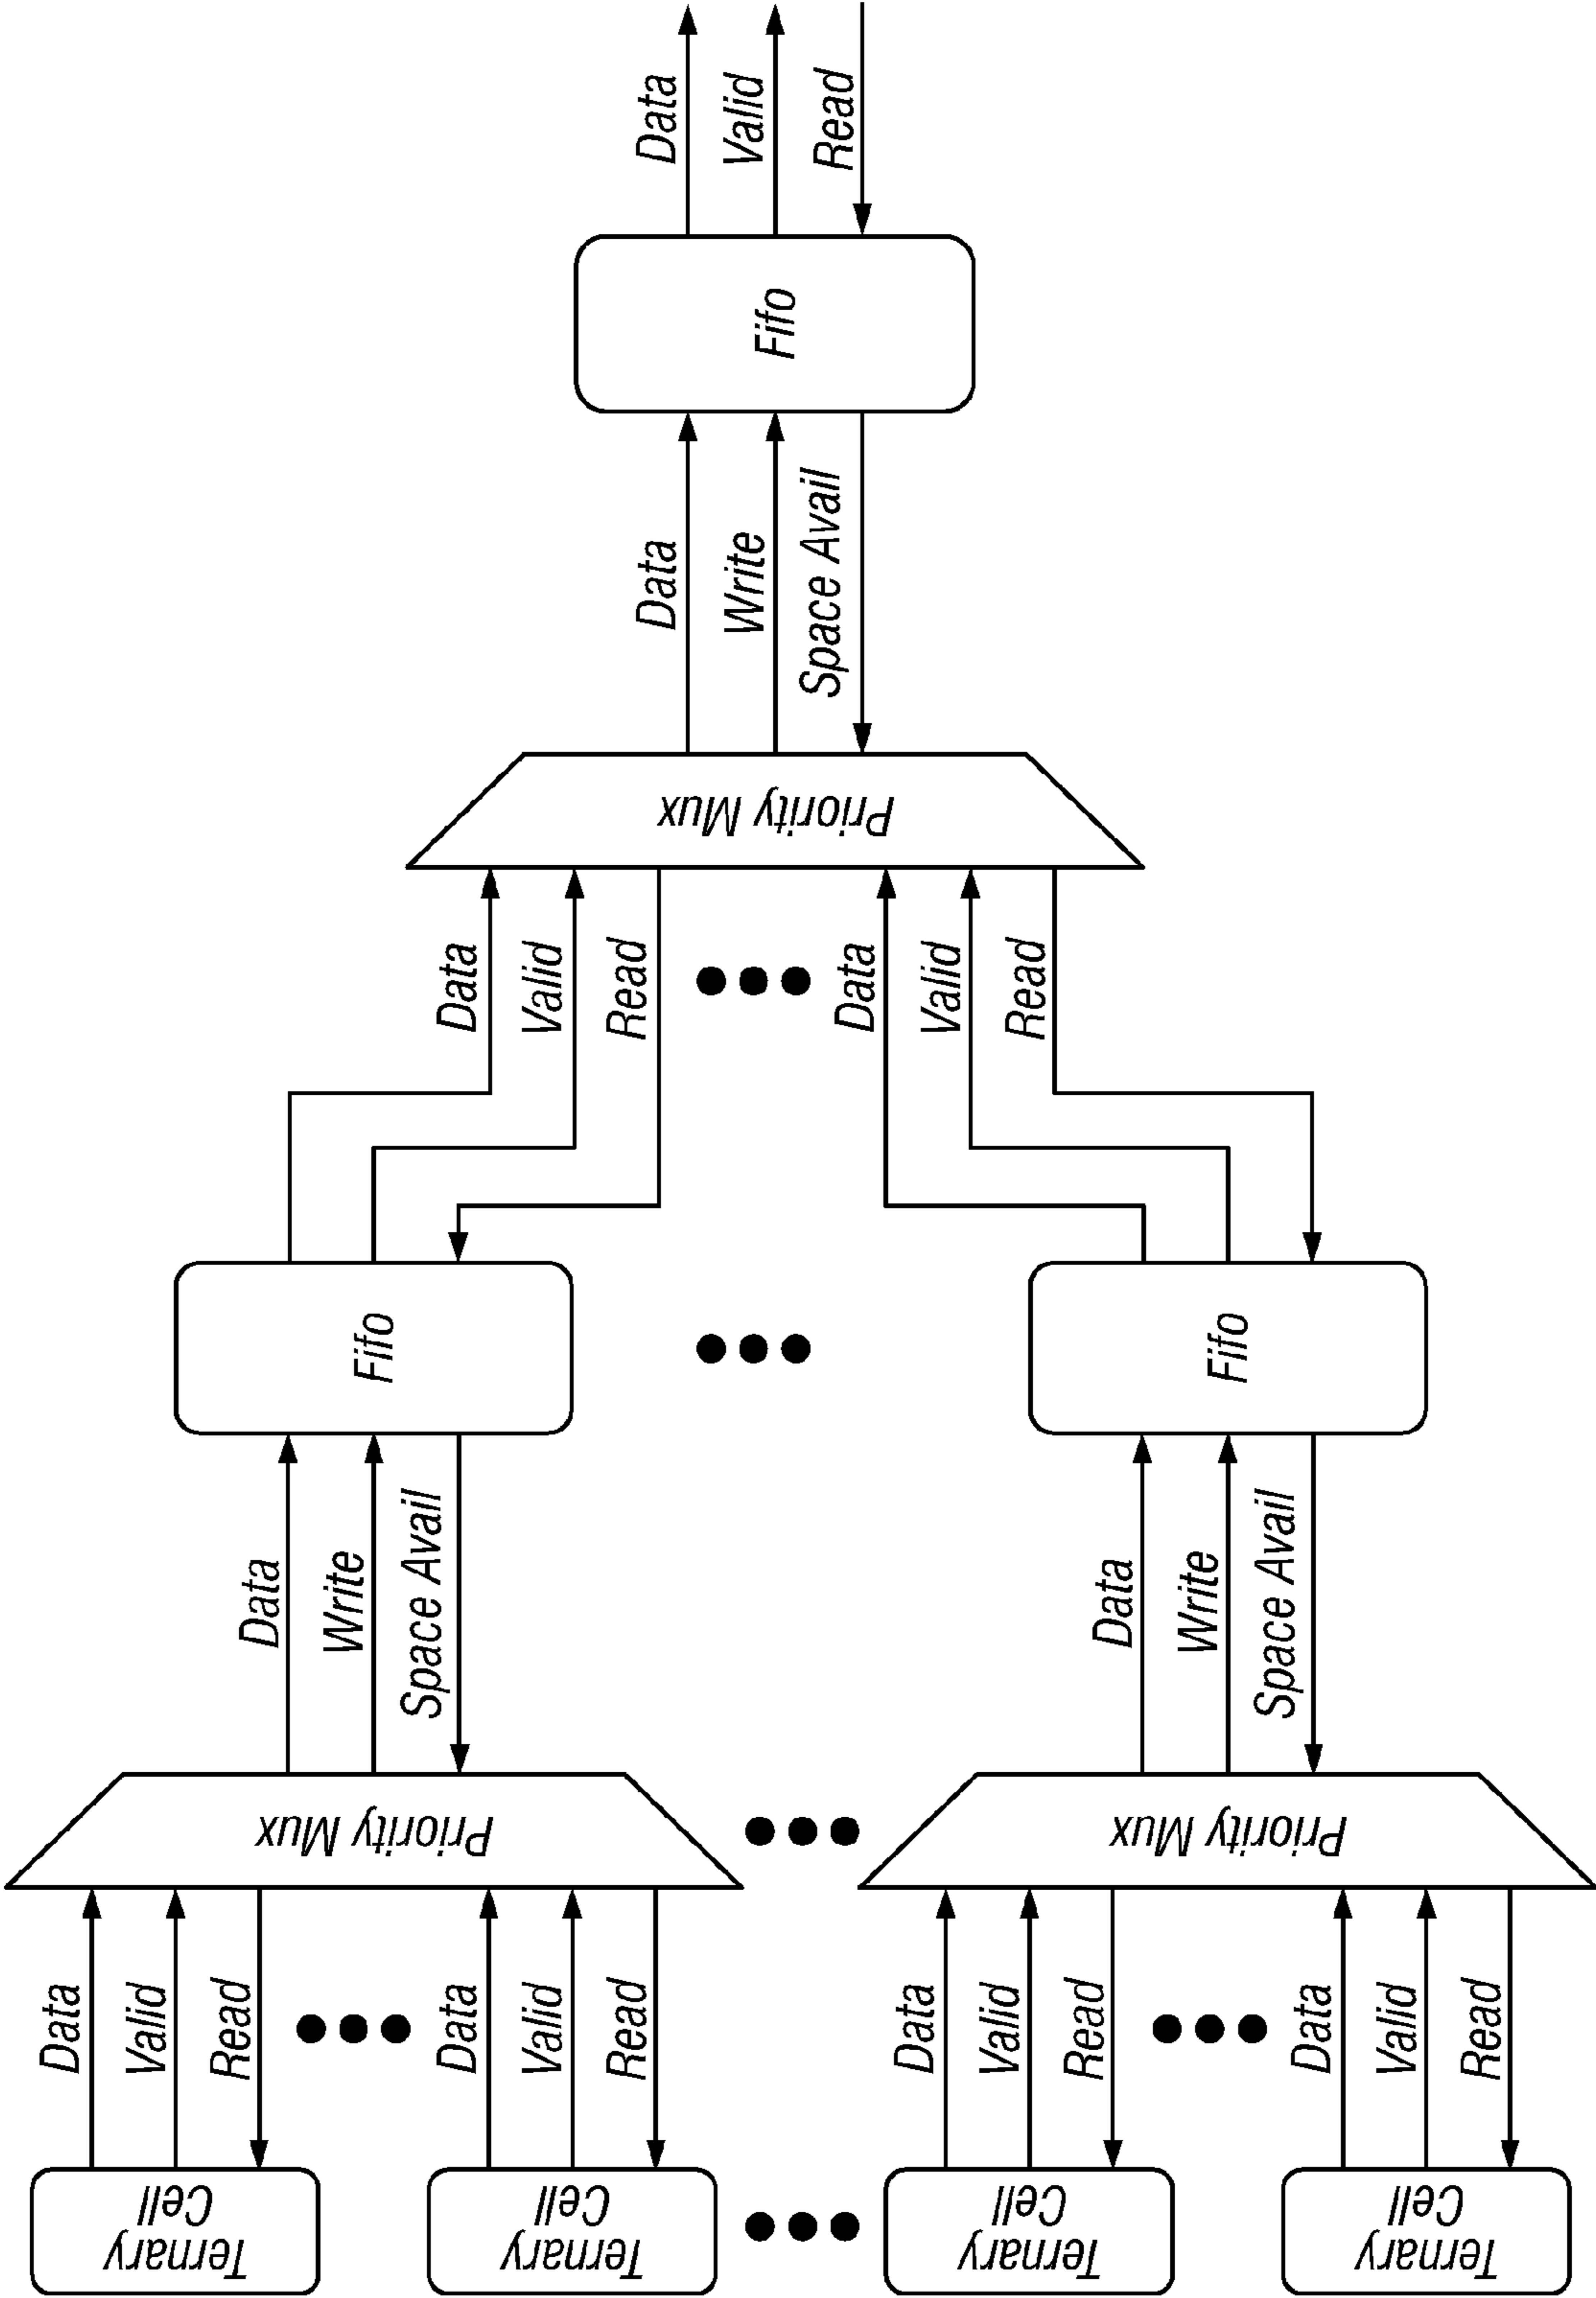 Data
Valid
Read
Fifo
Data
Write
Space Avail
Priority Mux
Data
Valid
Read
Data
Valid
Read
Fifo
Fifo
Data
Write
Space Avail
Data
Write
Space Avail
Priority Mux
Priority Mux
Data
Valid
Read
Data
Valid
Read
Data
Valid
Read
Data
Valid
Read
Ternary
Cell
Ternary
Cell
Ternary
Cell
Ternary
Cell